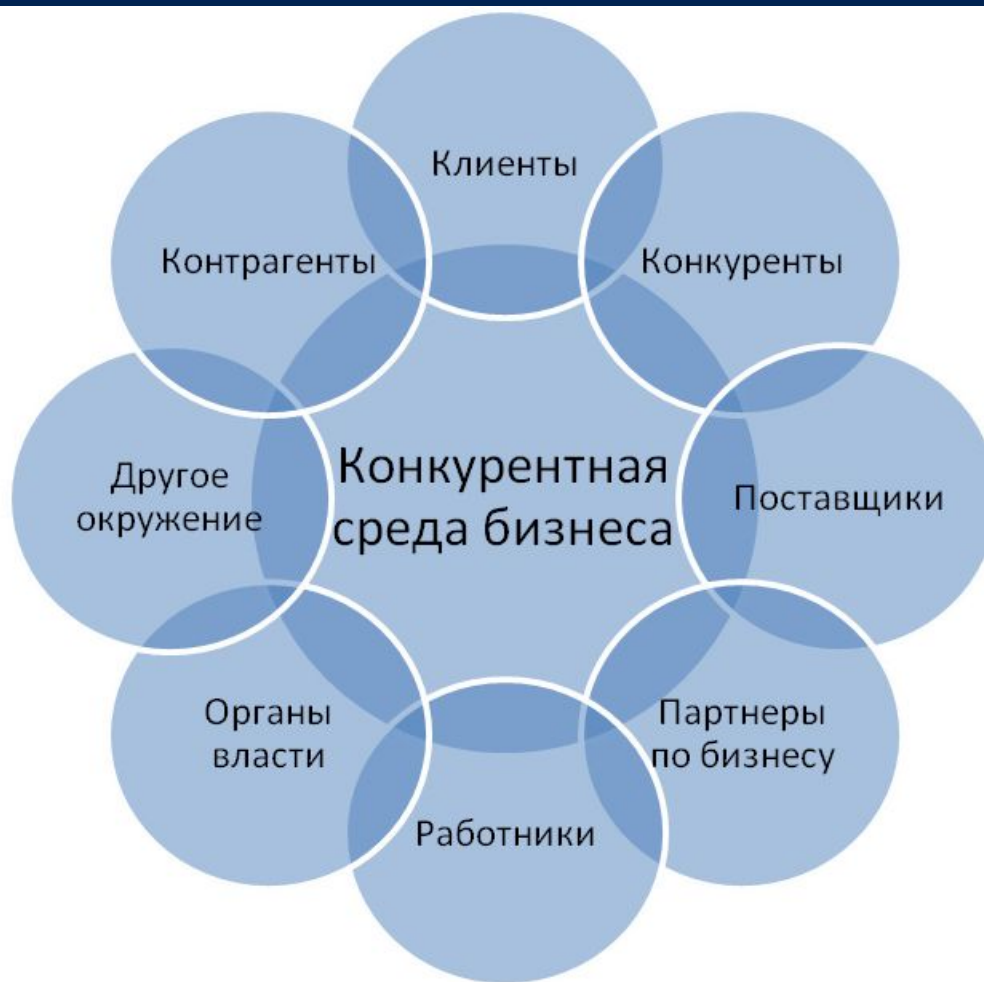 Клиенты
Конкуренты
Поставщики
Партнеры
по бизнесу
Работники
Органы
власти
Другое
окружение
Контрагенты
Конкурентная
среда бизнеса